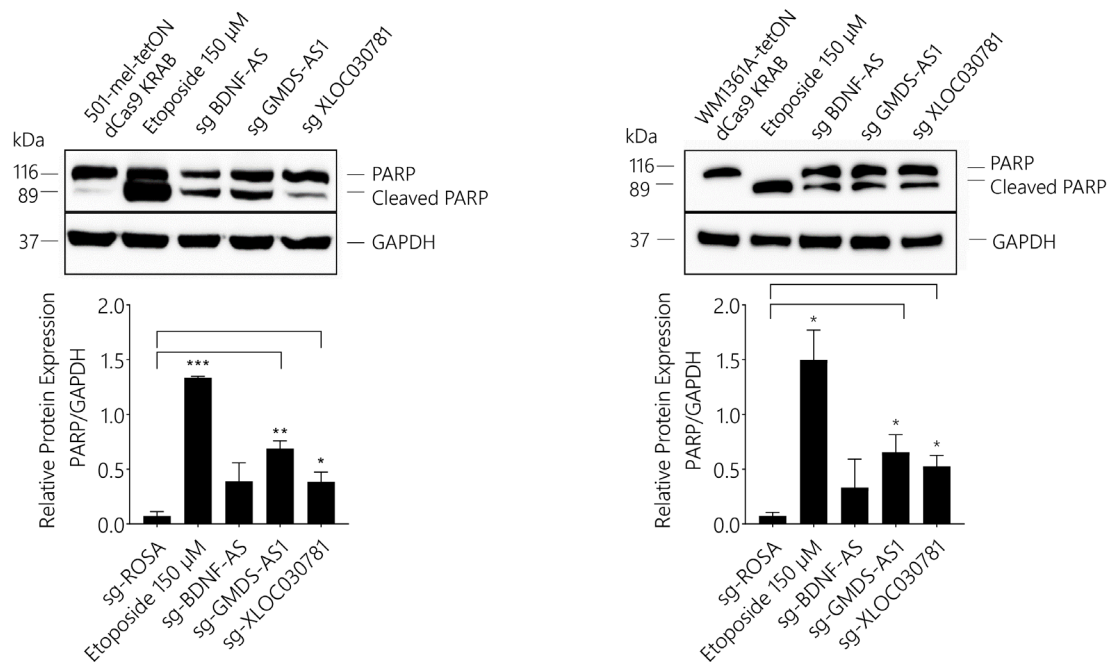 501-mel-tetON
dCas9 KRAB
Etoposide 150 µM
sg BDNF-AS
sg GMDS-AS1
sg XLOC030781
kDa
116
89
37
PARP
Cleaved PARP
GAPDH
Relative Protein Expression
PARP/GAPDH
2.0
1.5
1.0
0.5
0.0
***
**
*
sg-ROSA
Etoposide 150 µM
sg-BDNF-AS
sg-GMDS-AS1
sg-XLOC030781
WM1361A-tetON
dCas9 KRAB
Etoposide 150 µM
sg BDNF-AS
sg GMDS-AS1
sg XLOC030781
kDa
116
89
37
PARP
Cleaved PARP
GAPDH
Relative Protein Expression
PARP/GAPDH
2.0
1.5
1.0
0.5
0.0
*
*
*
sg-ROSA
Etoposide 150 µM
sg-BDNF-AS
sg-GMDS-AS1
sg-XLOC030781